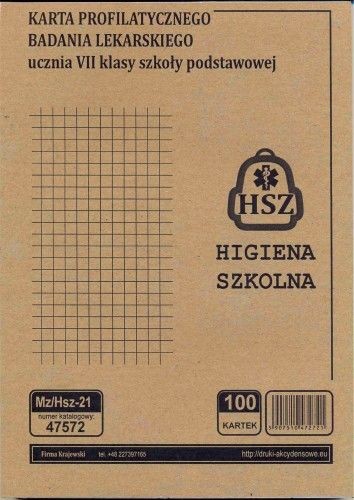 KARTA PROFILATYCZNEGO
BADANIA LEKARSKIEGO
ucznia VII klasy szkoły podstawowej
HSZ
HIGIENA
SZKOLNA
Mz/Hsz-21
numer katalogowy:
47572
100
KARTEK
Firma Krajewski
tel. +48 227397165
http://druki-akcydensowe.eu